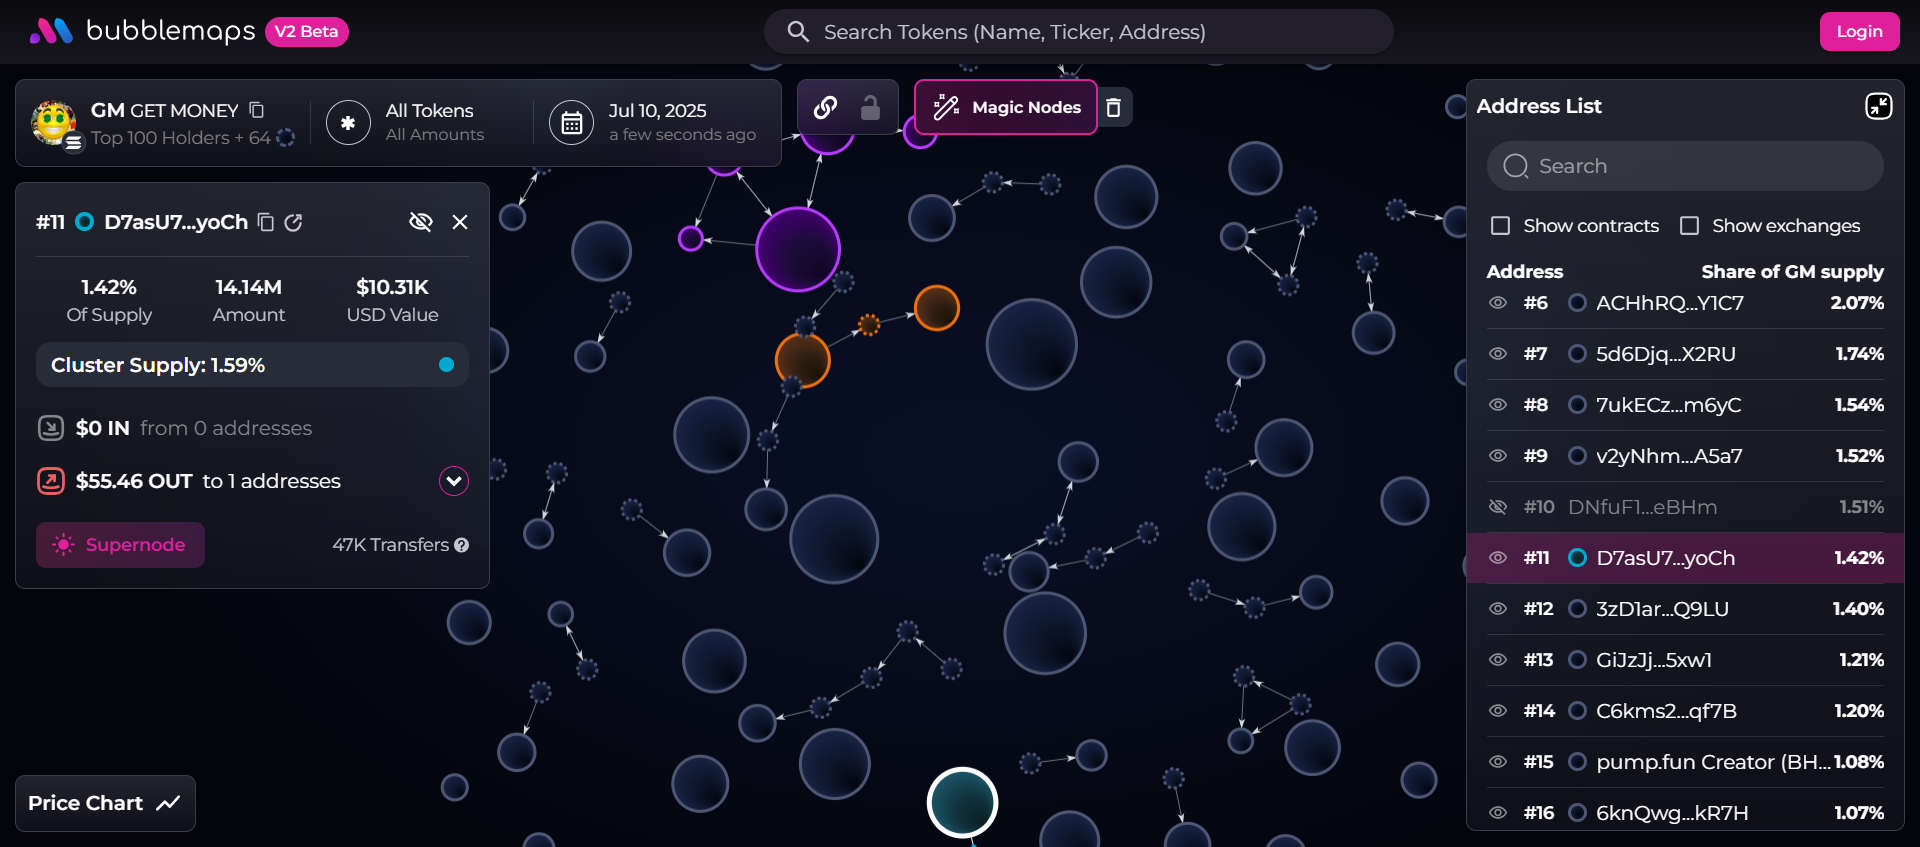 bubblemaps V2 Beta
Search Tokens (Name, Ticker, Address)
Login
GM GET MONEY
Top 100 Holders + 64
All Tokens
All Amounts
Jul 10, 2025
a few seconds ago
Magic Nodes
#11 D7asU7...yoCh
1.42% 14.14M $10.31K
Of Supply Amount USD Value
Cluster Supply: 1.59%
$0 IN from 0 addresses
$55.46 OUT to 1 addresses
Supernode 47K Transfers ?
Price Chart
Address List
Search
Show contracts Show exchanges
Address Share of GM supply
#6 ACHhRQ...Y1C7 2.07%
#7 5d6Djq...X2RU 1.74%
#8 7ukECz...m6yC 1.54%
#9 v2yNhm...A5a7 1.52%
#10 DNfuF1...eBHm 1.51%
#11 D7asU7...yoCh 1.42%
#12 3zD1ar...Q9LU 1.40%
#13 GiJzJj...5xw1 1.21%
#14 C6kms2...qf7B 1.20%
#15 pump.fun Creator (BH... 1.08%
#16 6knQwg...kR7H 1.07%